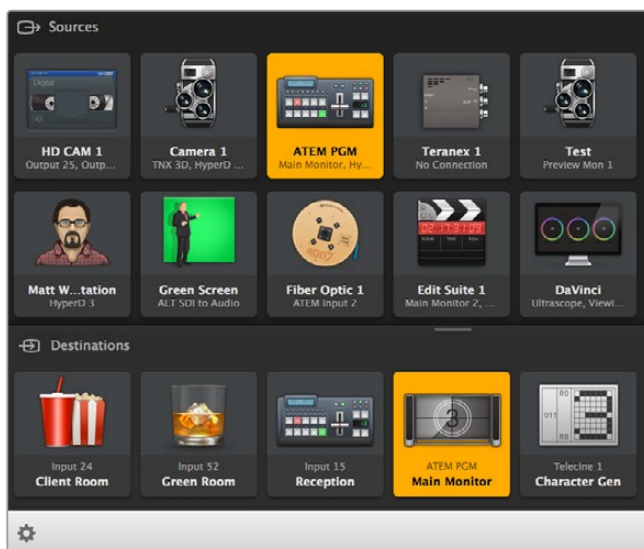 Sources
HD CAM 1
Output 25, Outp...
Camera 1
TNX 3D, HyperD ...
ATEM PGM
Main Monitor, Hy...
Teranex 1
No Connection
Test
Preview Mon 1
Matt W...tation
HyperD 3
Green Screen
ALT SDI to Audio
Fiber Optic 1
ATEM Input 2
Edit Suite 1
Main Monitor 2, ...
DaVinci
Ultrascope, Viewi...
Destinations
Input 24
Client Room
Input 52
Green Room
Input 15
Reception
3
ATEM PGM
Main Monitor
Telecine 1
Character Gen